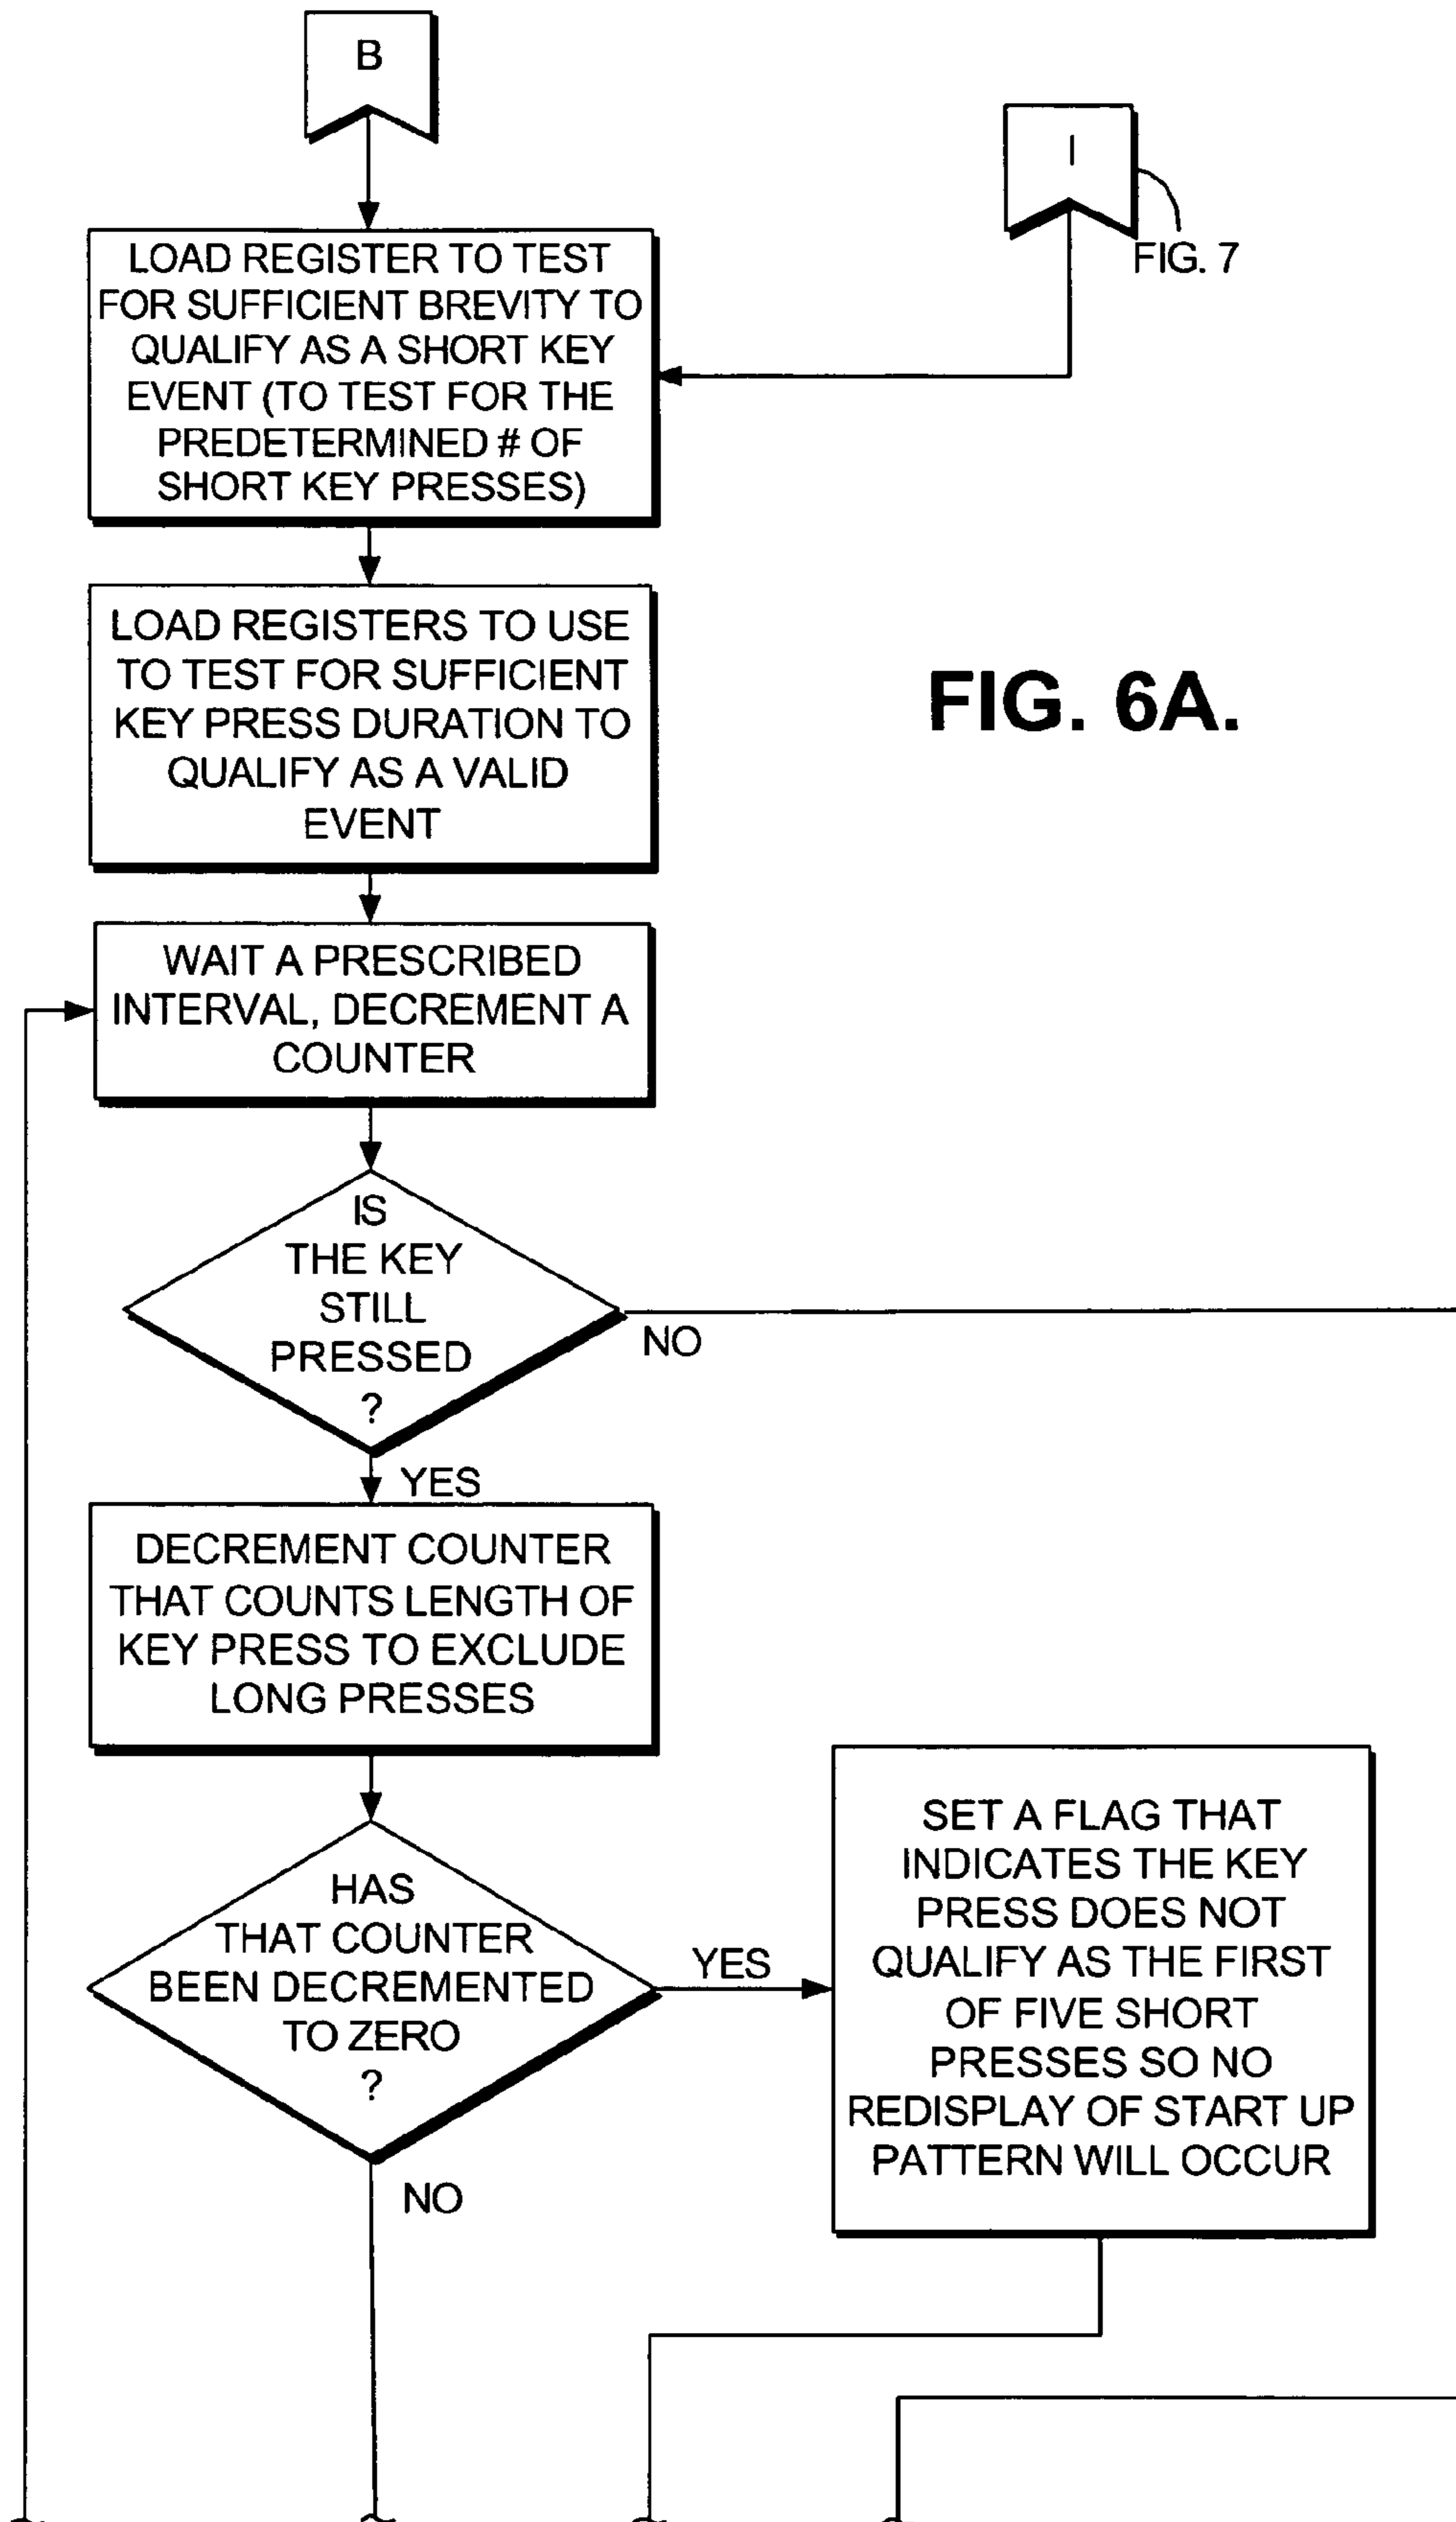 B
I
FIG. 7
LOAD REGISTER TO TEST
FOR SUFFICIENT BREVITY TO
QUALIFY AS A SHORT KEY
EVENT (TO TEST FOR THE
PREDETERMINED # OF
SHORT KEY PRESSES)
LOAD REGISTERS TO USE
TO TEST FOR SUFFICIENT
KEY PRESS DURATION TO
QUALIFY AS A VALID
EVENT
FIG. 6A.
WAIT A PRESCRIBED
INTERVAL, DECREMENT A
COUNTER
IS
THE KEY
STILL
PRESSED
?
NO
YES
DECREMENT COUNTER
THAT COUNTS LENGTH OF
KEY PRESS TO EXCLUDE
LONG PRESSES
HAS
THAT COUNTER
BEEN DECREMENTED
TO ZERO
?
YES
NO
SET A FLAG THAT
INDICATES THE KEY
PRESS DOES NOT
QUALIFY AS THE FIRST
OF FIVE SHORT
PRESSES SO NO
REDISPLAY OF START UP
PATTERN WILL OCCUR